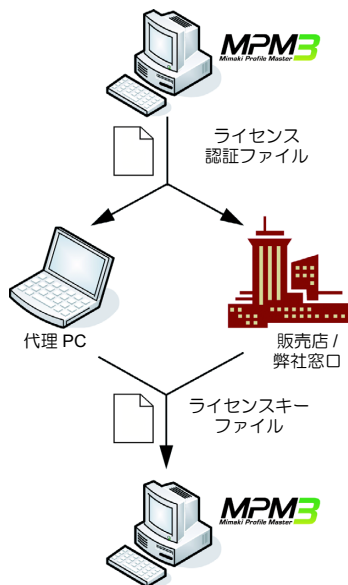 MPM3
Mimaki Profile Master
ライセンス
認証ファイル
代理 PC
販売店 /
弊社窓口
ライセンスキー
ファイル
MPM3
Mimaki Profile Master